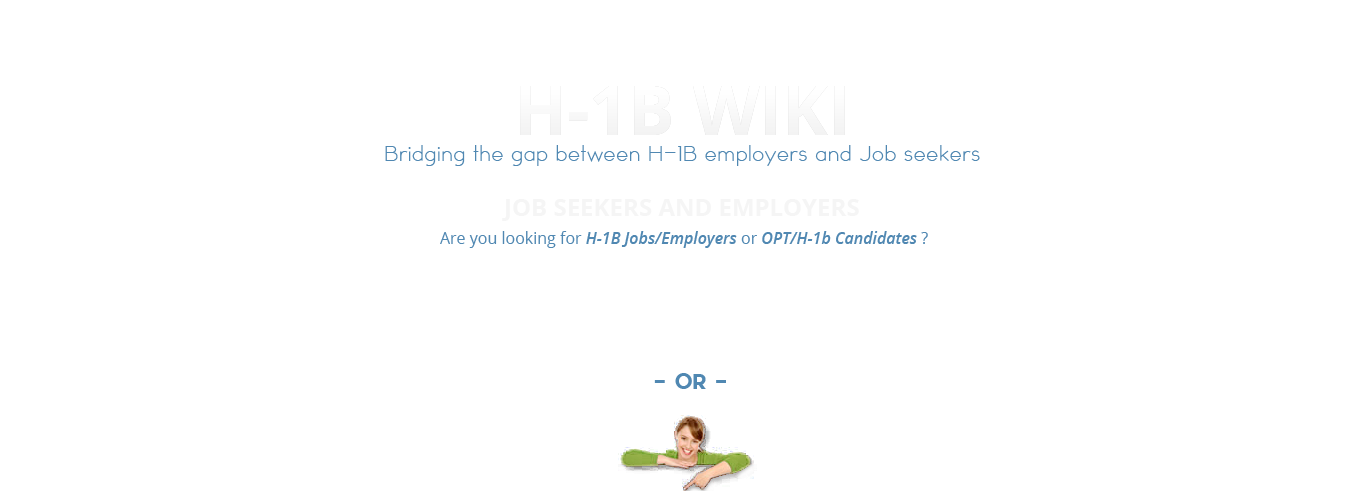 H-1B WIKI
Bridging the gap between H-1B employers and Job seekers
JOB SEEKERS AND EMPLOYERS
Are you looking for H-1B Jobs/Employers or OPT/H-1b Candidates ?
- OR -